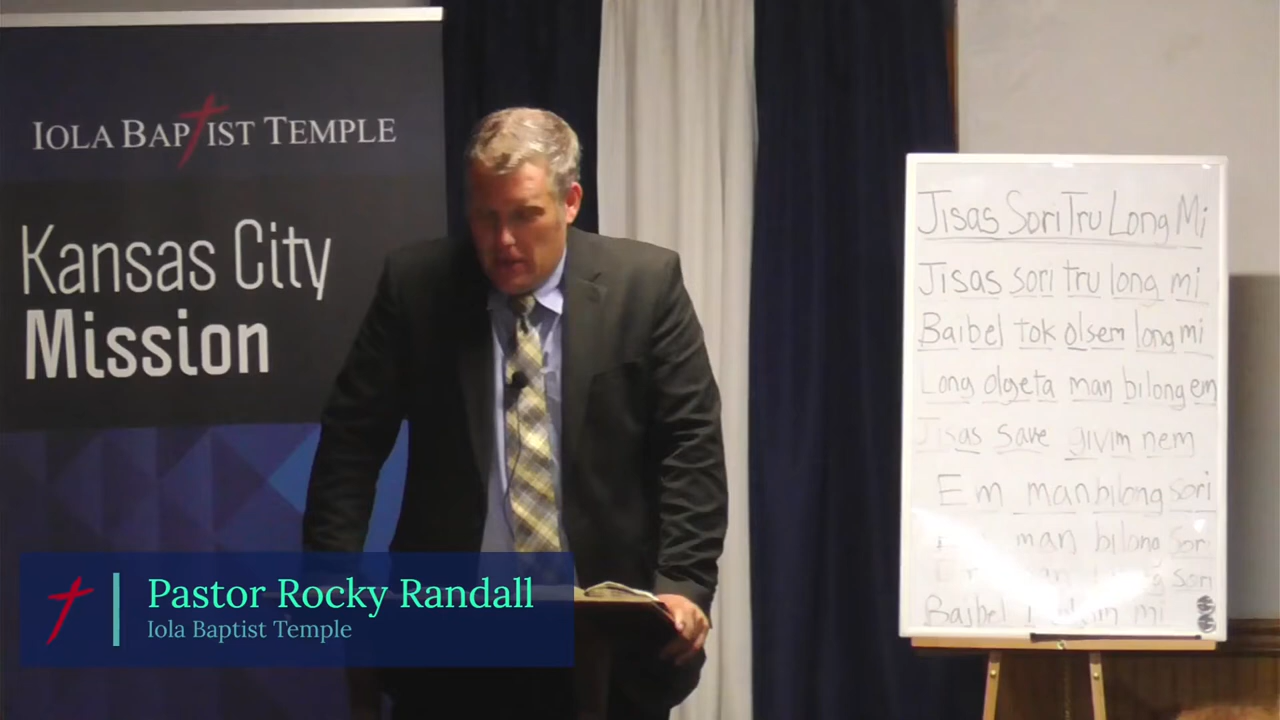 IOLA BAPTIST TEMPLE
Kansas City
Mission
Jisas Sori Tru Long Mi
Jisas sori tru long mi
Baibel tok olsem long mi
Long olgeta man bilong em
Jisas save givim nem
Em man bilong sori
man bilong sori
Baibel mi
Pastor Rocky Randall
Iola Baptist Temple